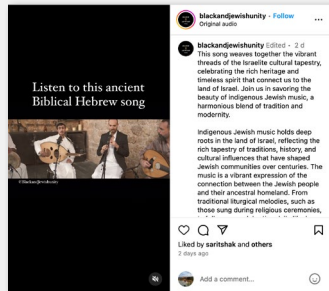 blackandjewishunity • Follow
Original audio
Listen to this ancient
Biblical Hebrew song
©blackandjewishunity
blackandjewishunity Edited • 2 d
This song weaves together the vibrant
threads of the Israelite cultural tapestry,
celebrating the rich heritage and
timeless spirit that connect us to the
land of Israel. Join us in savoring the
beauty of indigenous Jewish music, a
harmonious blend of tradition and
modernity.
Indigenous Jewish music holds deep
roots in the land of Israel, reflecting the
rich tapestry of traditions, history, and
cultural influences that have shaped
Jewish communities over centuries. The
music is a vibrant expression of the
connection between the Jewish people
and their ancestral homeland. From
traditional liturgical melodies, such as
those sung during religious ceremonies,
Liked by saritshak and others
2 days ago
Add a comment...